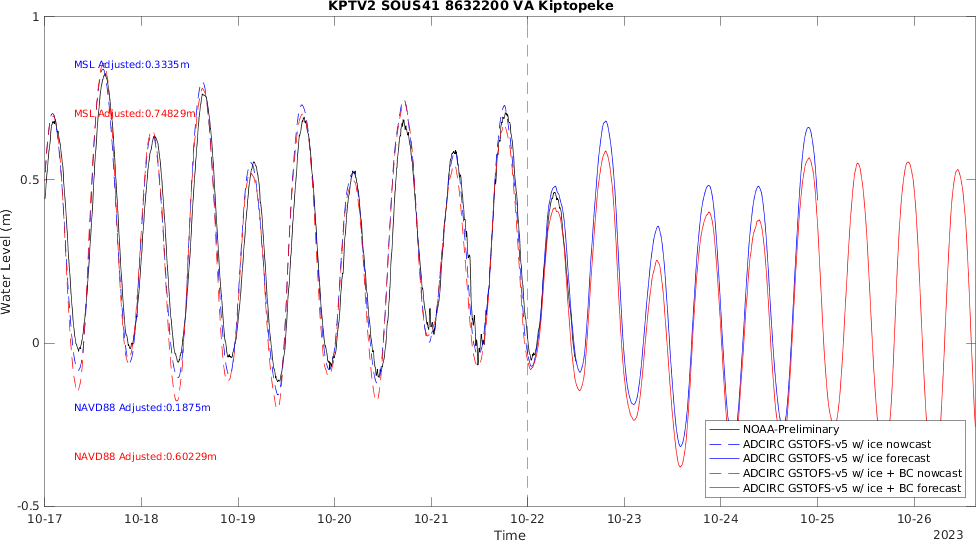 KPTV2 SOUS41 8632200 VA Kiptopeke
1
MSL Adjusted:0.3335m
MSL Adjusted:0.74829m
0.5
Water Level (m)
0
NAVD88 Adjusted:0.1875m
NAVD88 Adjusted:0.60229m
NOAA-Preliminary
ADCIRC GSTOFS-v5 w/ ice nowcast
ADCIRC GSTOFS-v5 w/ ice forecast
ADCIRC GSTOFS-v5 w/ ice + BC nowcast
ADCIRC GSTOFS-v5 w/ ice + BC forecast
-0.5
10-17 10-18 10-19 10-20 10-21 10-22 10-23 10-24 10-25 10-26
Time
2023